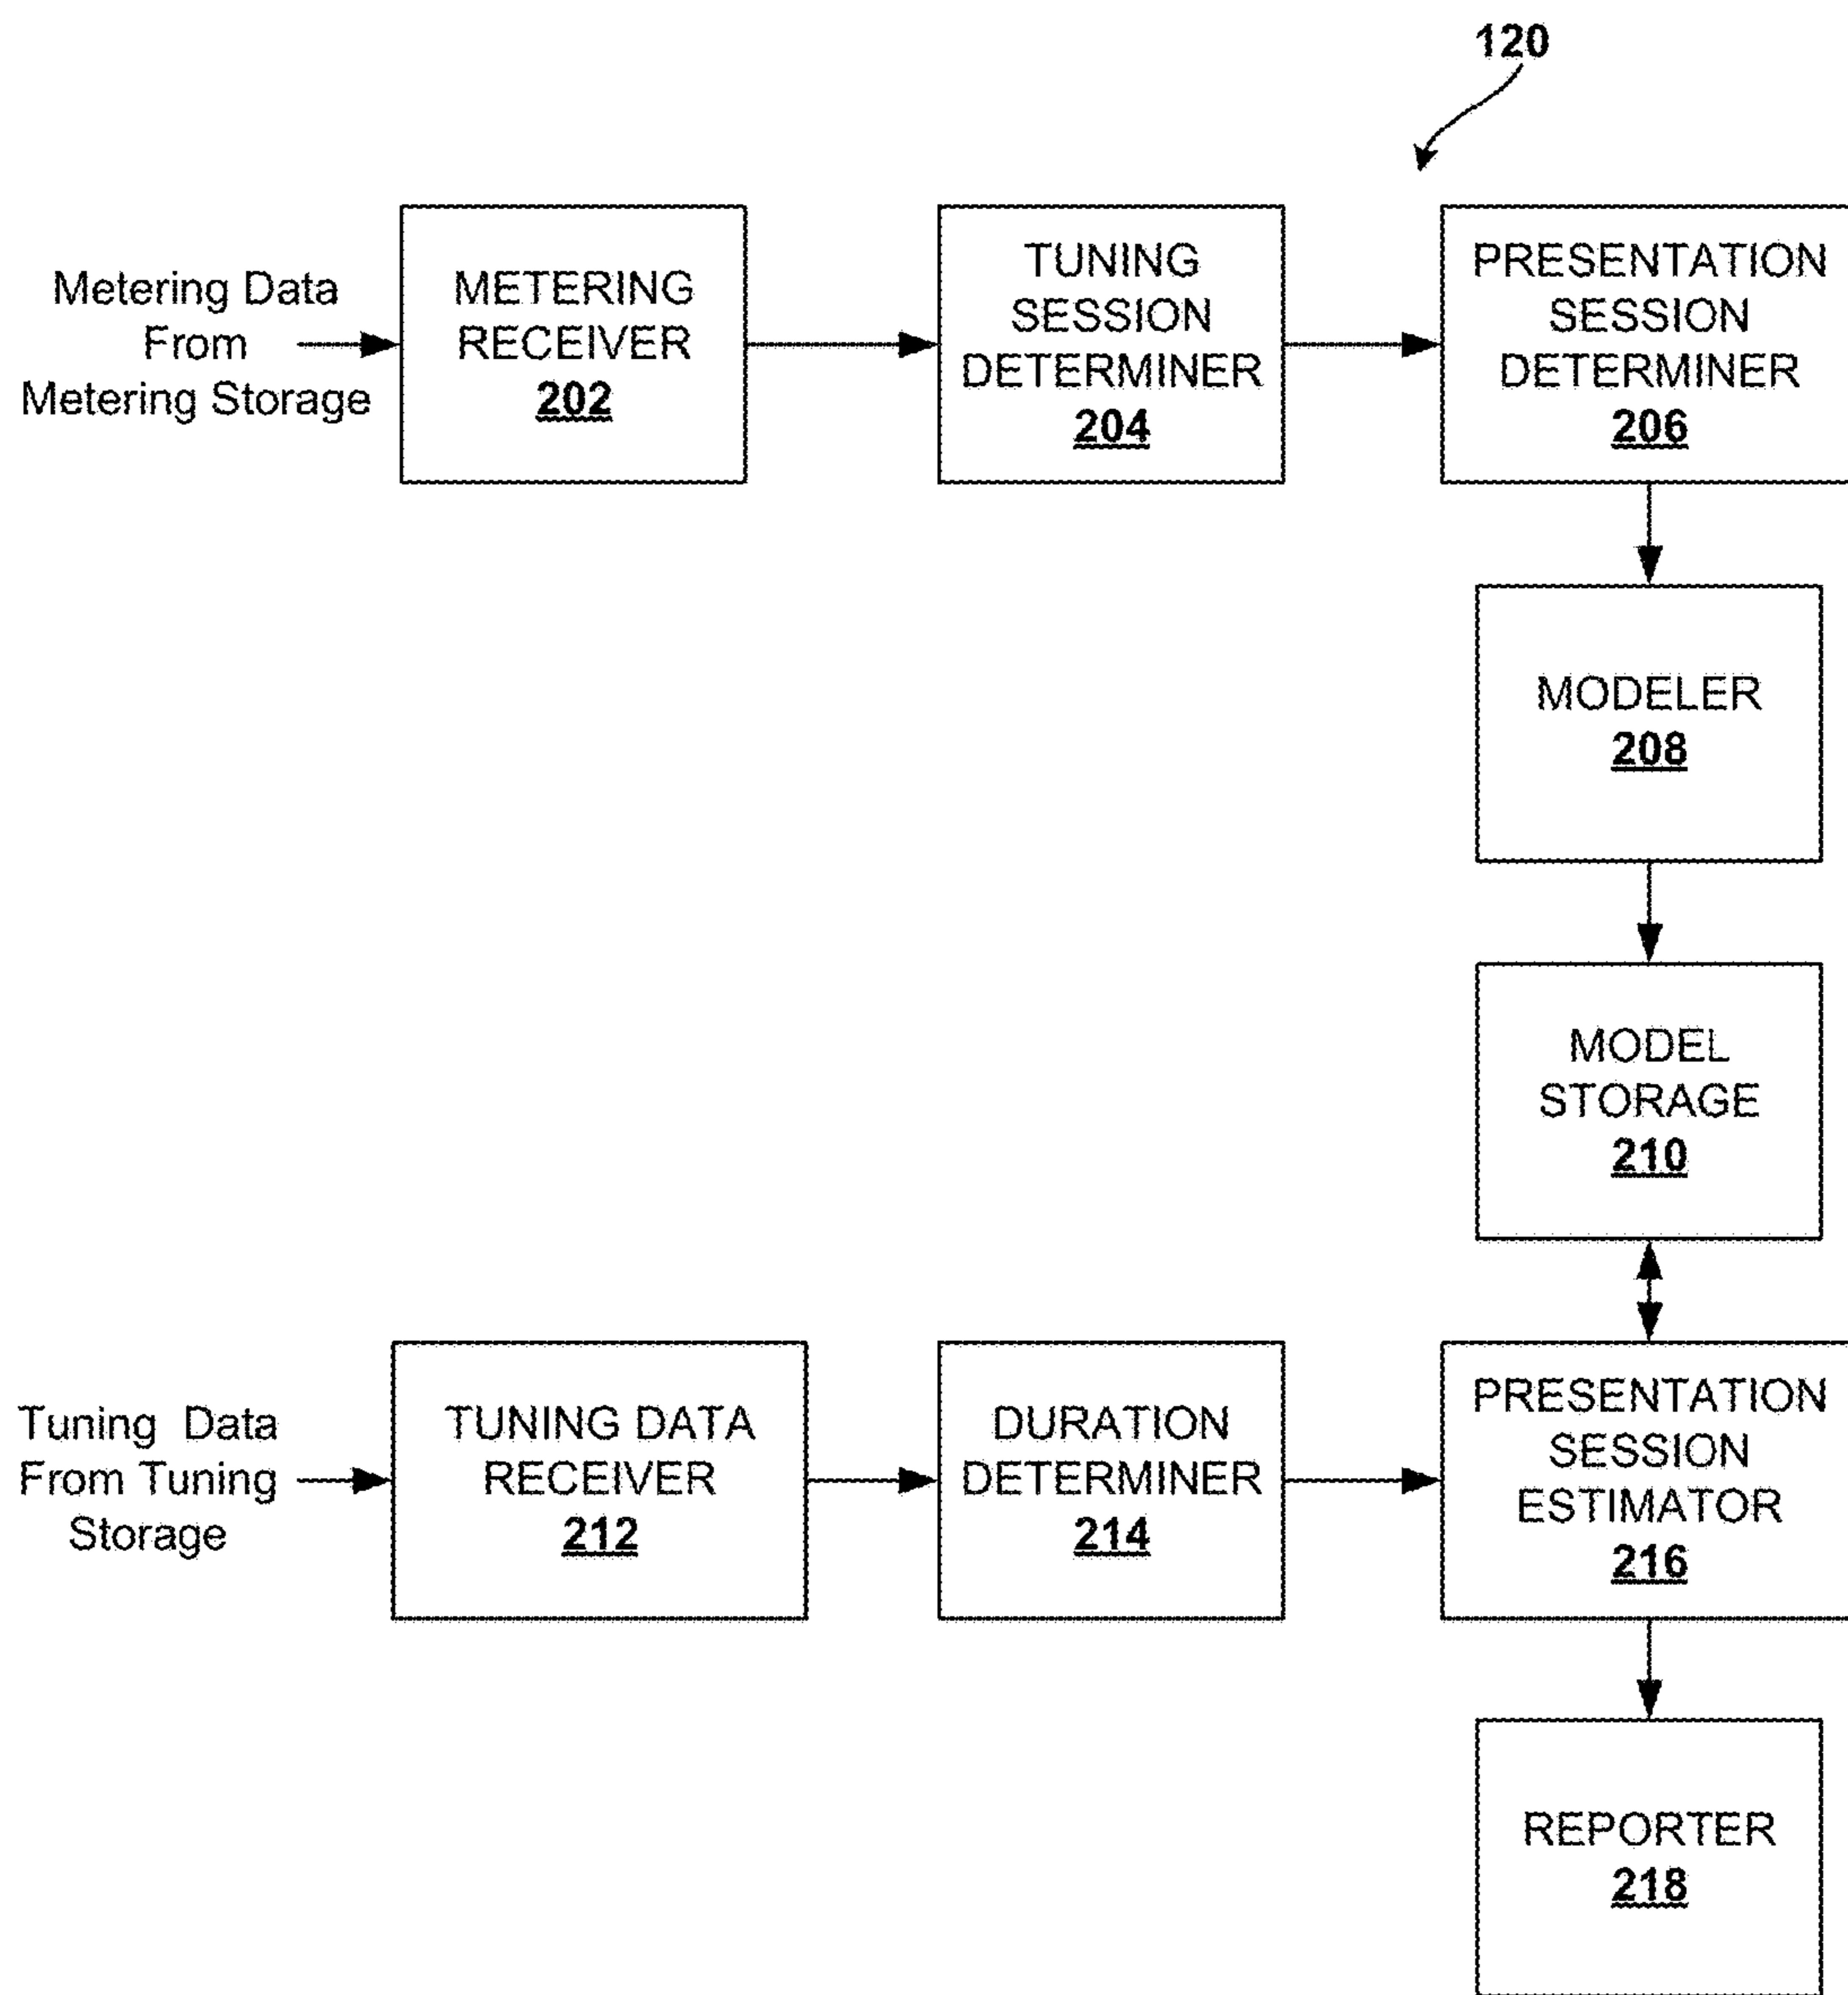 120
Metering Data
From
Metering Storage
METERING
RECEIVER
202
TUNING
SESSION
DETERMINER
204
PRESENTATION
SESSION
DETERMINER
206
MODELER
208
MODEL
STORAGE
210
Tuning Data
From Tuning
Storage
TUNING DATA
RECEIVER
212
DURATION
DETERMINER
214
PRESENTATION
SESSION
ESTIMATOR
216
REPORTER
218